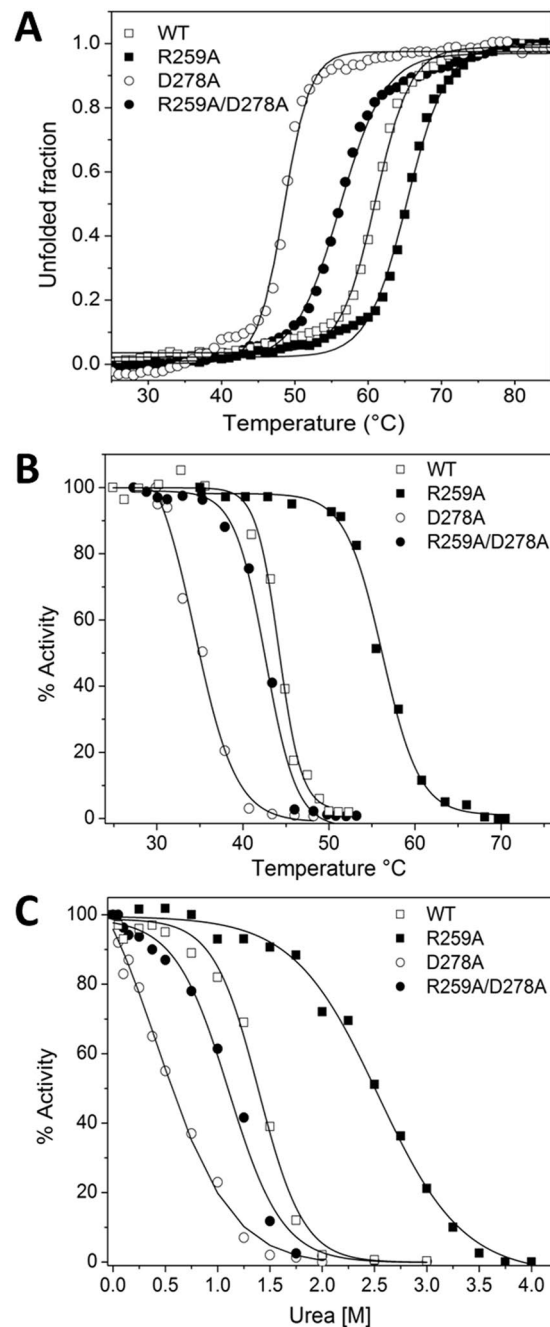 A
WT
R259A
D278A
R259A/D278A
Unfolded fraction
1.0
0.8
0.6
0.4
0.2
0.0
30 40 50 60 70 80
Temperature (°C)
B
WT
R259A
D278A
R259A/D278A
% Activity
100
80
60
40
20
0
30 40 50 60 70
Temperature °C
C
WT
R259A
D278A
R259A/D278A
% Activity
100
80
60
40
20
0
0.0 0.5 1.0 1.5 2.0 2.5 3.0 3.5 4.0
Urea [M]